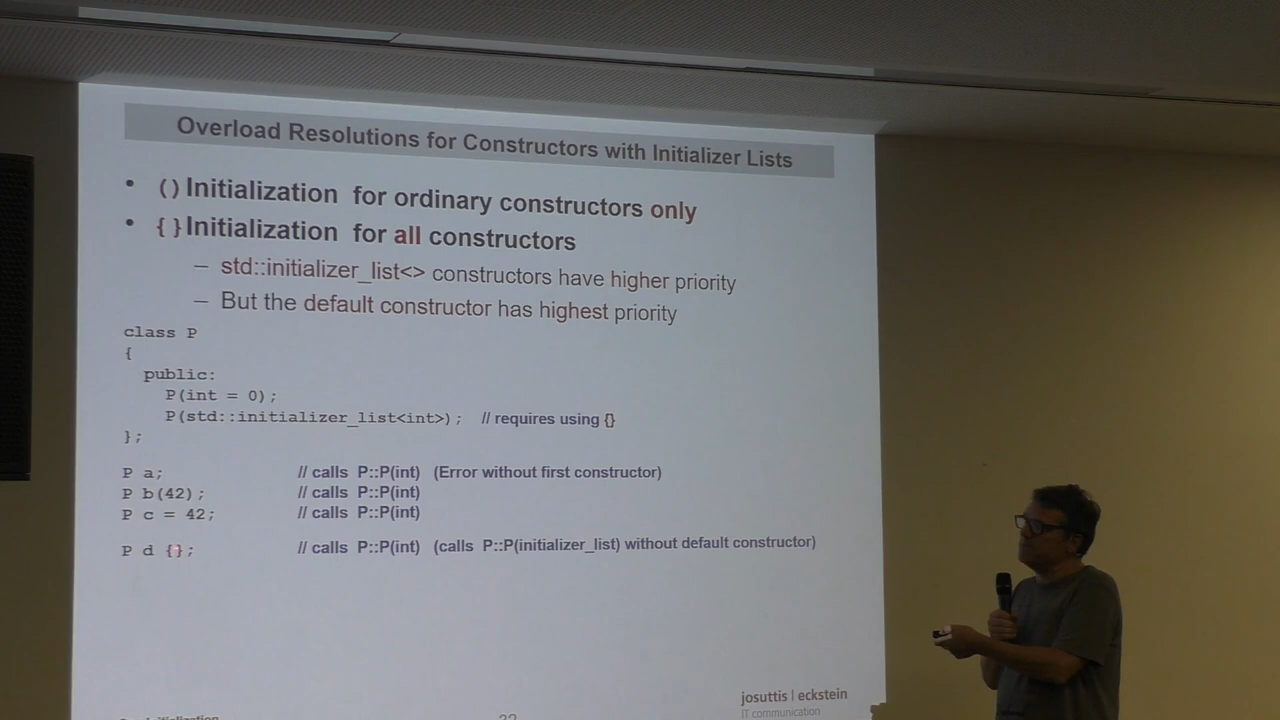 Overload Resolutions for Constructors with Initializer Lists
• () Initialization for ordinary constructors only
• { } Initialization for all constructors
– std::initializer_list<> constructors have higher priority
– But the default constructor has highest priority
class P
{
public:
P(int = 0);
P(std::initializer_list<int>); // requires using {}
};
P a; // calls P::P(int) (Error without first constructor)
P b(42); // calls P::P(int)
P c = 42; // calls P::P(int)
P d {}; // calls P::P(int) (calls P::P(initializer_list) without default constructor)
josuttis | eckstein
IT communication